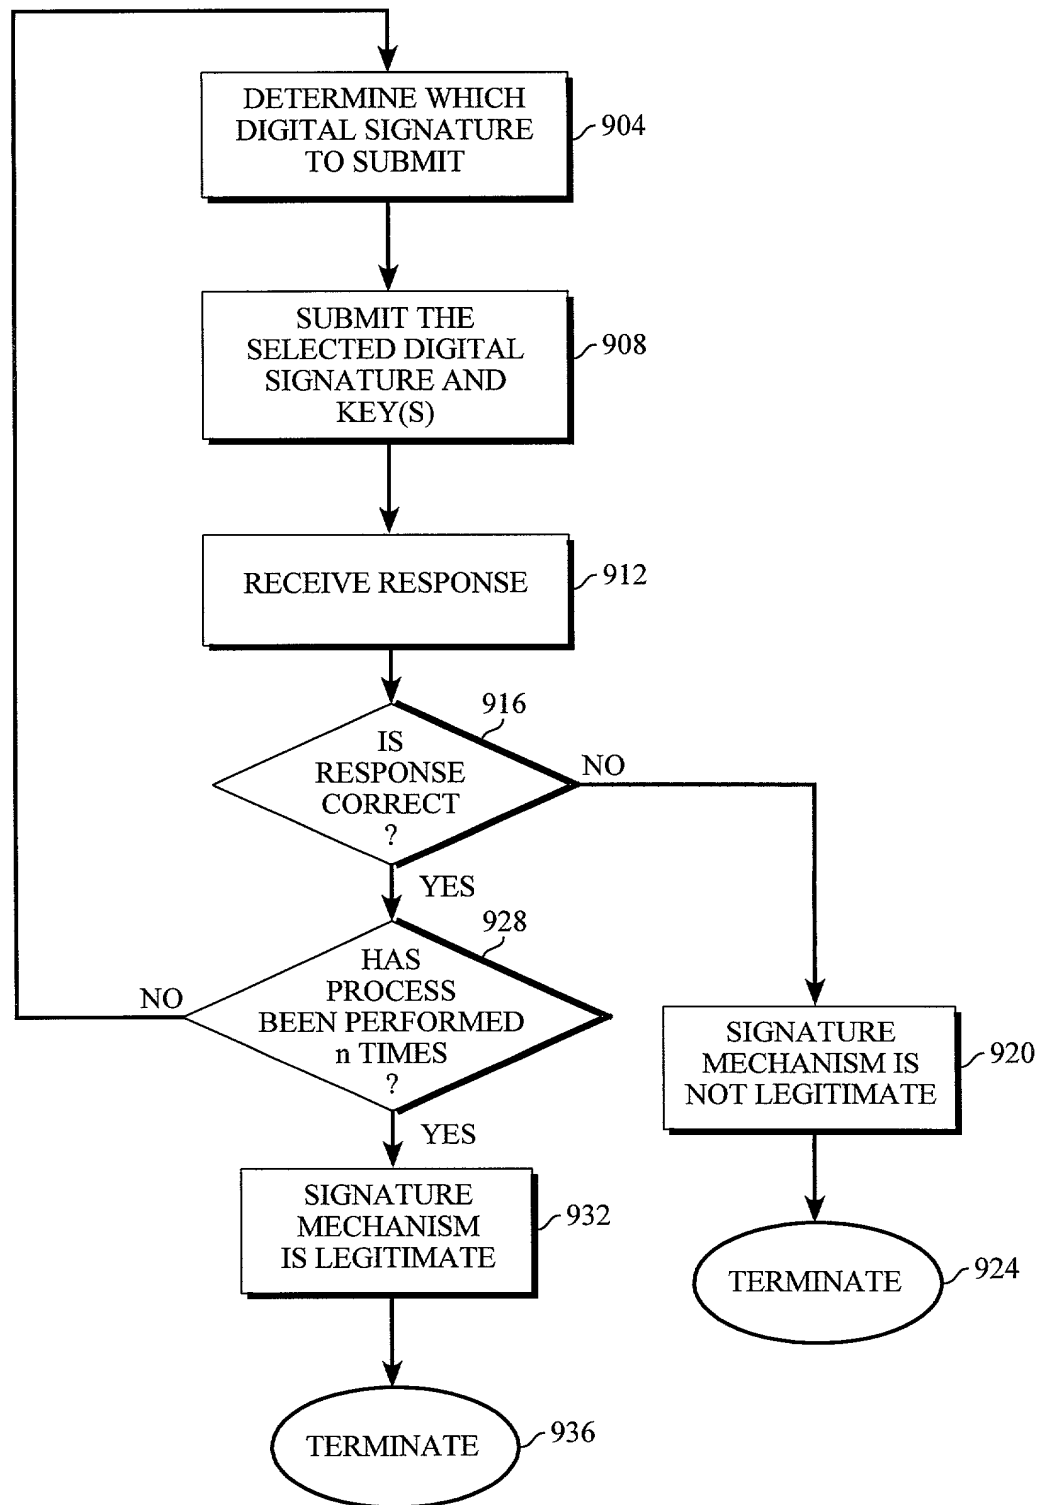 DETERMINE WHICH
DIGITAL SIGNATURE
TO SUBMIT
904
SUBMIT THE
SELECTED DIGITAL
SIGNATURE AND
KEY(S)
908
RECEIVE RESPONSE
912
916
IS
RESPONSE
CORRECT
?
NO
YES
928
HAS
PROCESS
BEEN PERFORMED
n TIMES
?
NO
SIGNATURE
MECHANISM IS
NOT LEGITIMATE
920
YES
SIGNATURE
MECHANISM
IS LEGITIMATE
932
TERMINATE
924
TERMINATE
936